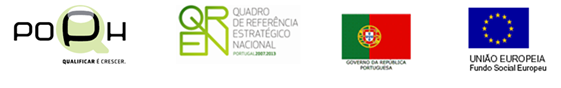 POPH
QUALIFICAR É CRESCER.
QREN
QUADRO
DE REFERÊNCIA
ESTRATÉGICO
NACIONAL
PORTUGAL 2007.2013
GOVERNO DA REPÚBLICA
PORTUGUESA
UNIÃO EUROPEIA
Fundo Social Europeu